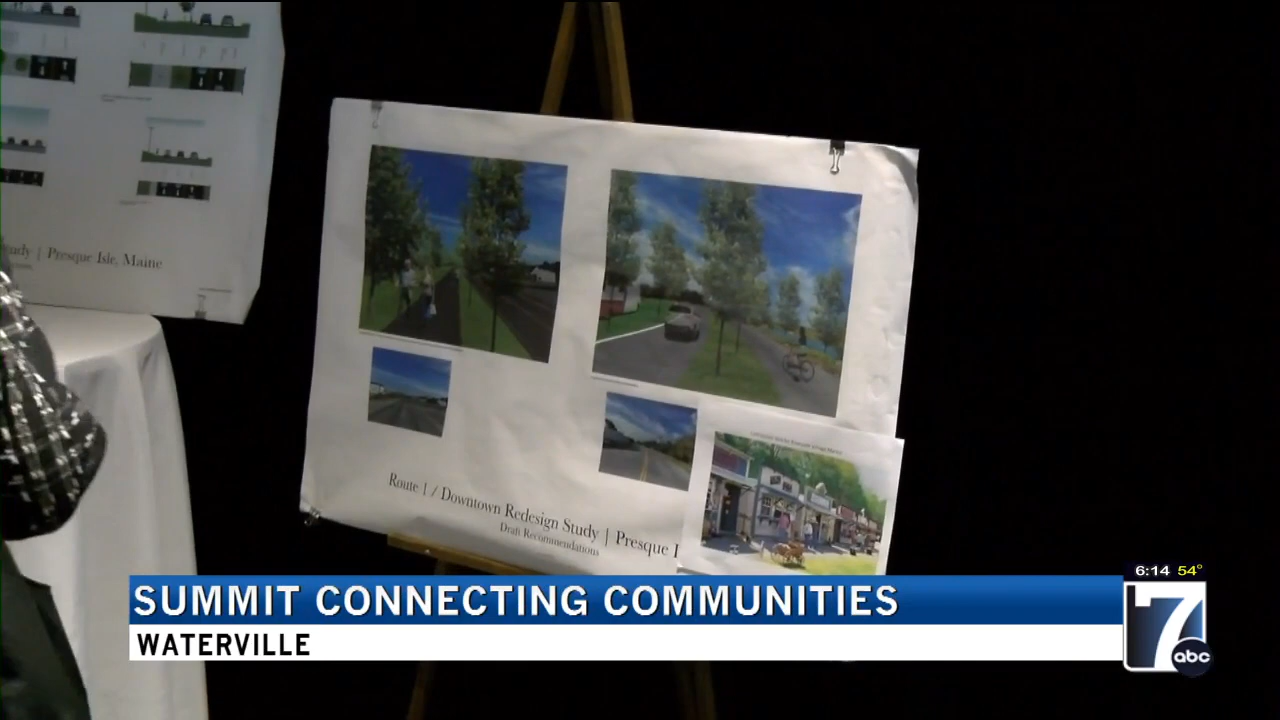 udy | Presque Isle, Maine
Route 1 / Downtown Redesign Study | Presque I
Draft Recommendations
SUMMIT CONNECTING COMMUNITIES
WATERVILLE
6:14 54°
7
abc